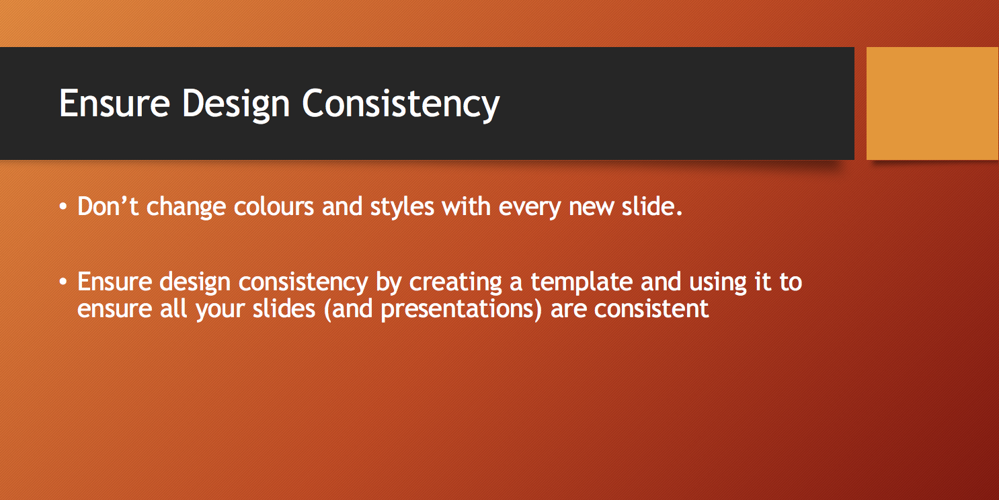 Ensure Design Consistency
• Don’t change colours and styles with every new slide.
• Ensure design consistency by creating a template and using it to
ensure all your slides (and presentations) are consistent